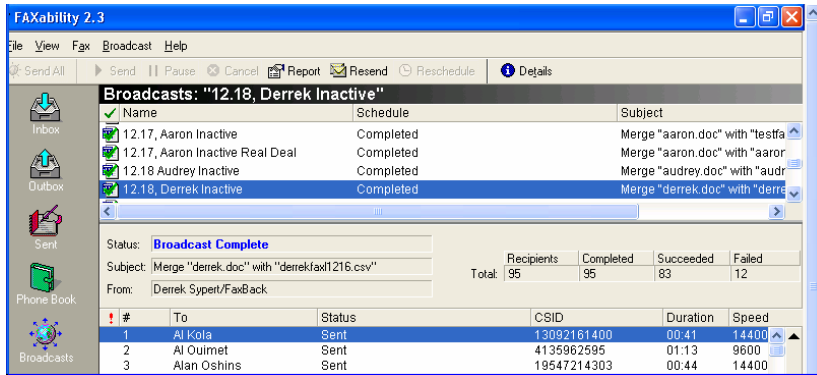 FAXability 2.3
File View Fax Broadcast Help
Send All Send Pause Cancel Report Resend Reschedule Details
Broadcasts: "12.18, Derrek Inactive"
Name Schedule Subject
12.17, Aaron Inactive Completed Merge "aaron.doc" with "testfa
12.17, Aaron Inactive Real Deal Completed Merge "aaron.doc" with "aaror
12.18 Audrey Inactive Completed Merge "audrey.doc" with "audr
12.18, Derrek Inactive Completed Merge "derrek.doc" with "derre
Inbox
Outbox
Sent
Phone Book
Broadcasts
Status: Broadcast Complete
Subject: Merge "derrek.doc" with "derrekfaxl1216.csv"
From: Derrek Sypert/FaxBack
Recipients Completed Succeeded Failed
Total: 95 95 83 12
! # To Status CSID Duration Speed
1 Al Kola Sent 13092161400 00:41 14400
2 Al Ouimet Sent 4135962595 01:13 9600
3 Alan Oshins Sent 19547214303 00:44 14400